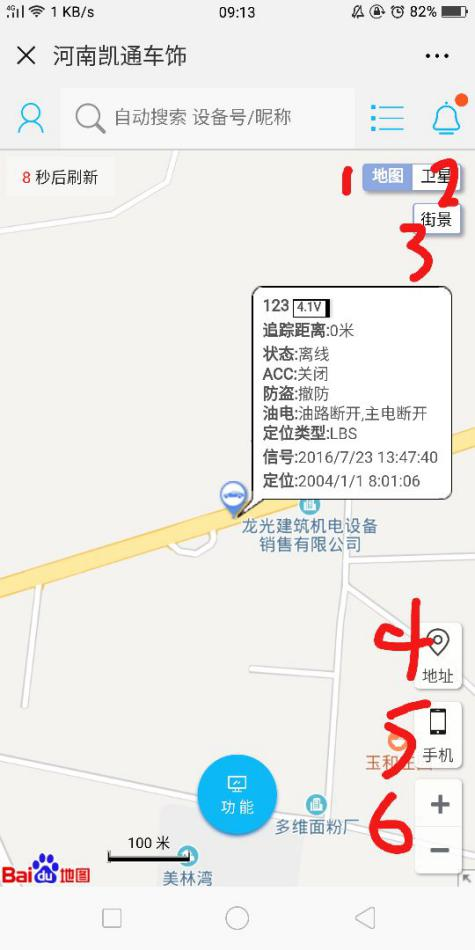 4G 1 KB/s 09:13 82%
河南凯通车饰
自动搜索 设备号/昵称
8 秒后刷新
1 地图 卫星 2
街景
3
123 4.1V
追踪距离:0米
状态:离线
ACC:关闭
防盗:撤防
油电:油路断开,主电断开
定位类型:LBS
信号:2016/7/23 13:47:40
定位:2004/1/1 8:01:06
龙光建筑机电设备
销售有限公司
4
地址
5
手机
玉和
功能
6
多维面粉厂
100 米
美林湾
Bai du 地图